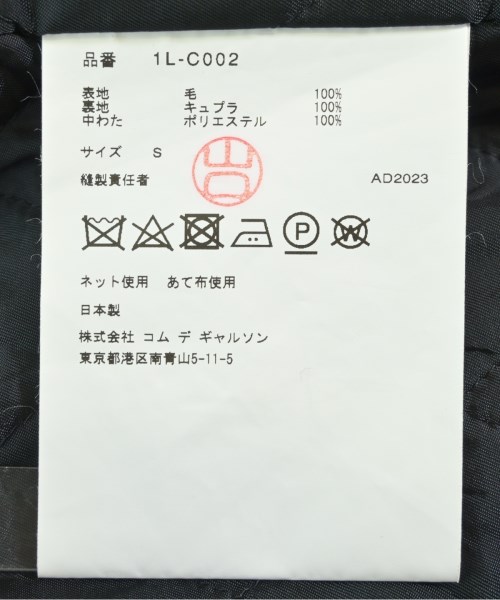 品番 1L-C002
表地 毛 100%
裏地 キュプラ 100%
中わた ポリエステル 100%
サイズ S
縫製責任者 AD2023
P W
ネット使用 あて布使用
日本製
株式会社 コム デ ギャルソン
東京都港区南青山5-11-5